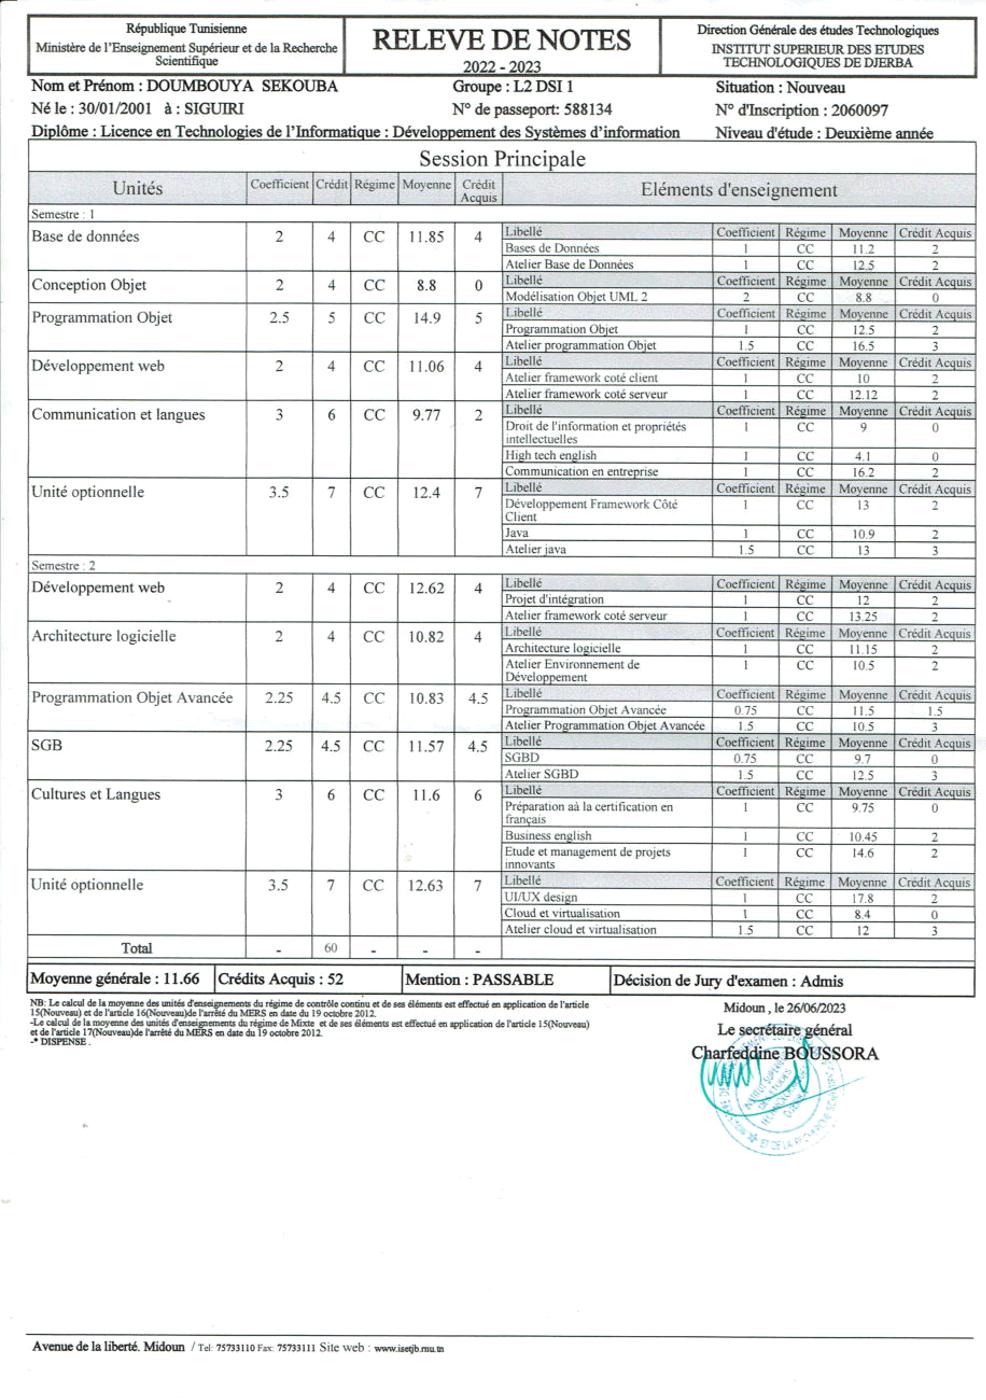 République Tunisienne
Ministère de l'Enseignement Supérieur et de la Recherche
Scientifique
RELEVE DE NOTES
2022 - 2023
Direction Générale des études Technologiques
INSTITUT SUPERIEUR DES ETUDES
TECHNOLOGIQUES DE DJERBA
Nom et Prénom : DOUMBOUYA SEKOUBA Groupe : L2 DSI 1 Situation : Nouveau
Né le : 30/01/2001 à : SIGUIRI N° de passeport: 588134 N° d'Inscription : 2060097
Diplôme : Licence en Technologies de l'Informatique : Développement des Systèmes d'information Niveau d'étude : Deuxième année
Session Principale
Unités Coefficient Crédit Régime Moyenne Crédit Acquis Eléments d'enseignement
Semestre : 1
Base de données 2 4 CC 11.85 4
Libellé Coefficient Régime Moyenne Crédit Acquis
Bases de Données 1 CC 11.2 2
Atelier Base de Données 1 CC 12.5 2
Conception Objet 2 4 CC 8.8 0
Libellé Coefficient Régime Moyenne Crédit Acquis
Modélisation Objet UML 2 2 CC 8.8 0
Programmation Objet 2.5 5 CC 14.9 5
Libellé Coefficient Régime Moyenne Crédit Acquis
Programmation Objet 1 CC 12.5 2
Atelier programmation Objet 1.5 CC 16.5 3
Développement web 2 4 CC 11.06 4
Libellé Coefficient Régime Moyenne Crédit Acquis
Atelier framework coté client 1 CC 10 2
Atelier framework coté serveur 1 CC 12.12 2
Communication et langues 3 6 CC 9.77 2
Libellé Coefficient Régime Moyenne Crédit Acquis
Droit de l'information et propriétés 1 CC 9 0
intellectuelles
High tech english 1 CC 4.1 0
Communication en entreprise 1 CC 16.2 2
Unité optionnelle 3.5 7 CC 12.4 7
Libellé Coefficient Régime Moyenne Crédit Acquis
Développement Framework Côté 1 CC 13 2
Client
Java 1 CC 10.9 2
Atelier java 1.5 CC 13 3
Semestre : 2
Développement web 2 4 CC 12.62 4
Libellé Coefficient Régime Moyenne Crédit Acquis
Projet d'intégration 1 CC 12 2
Atelier framework coté serveur 1 CC 13.25 2
Architecture logicielle 2 4 CC 10.82 4
Libellé Coefficient Régime Moyenne Crédit Acquis
Architecture logicielle 1 CC 11.15 2
Atelier Environnement de 1 CC 10.5 2
Développement
Programmation Objet Avancée 2.25 4.5 CC 10.83 4.5
Libellé Coefficient Régime Moyenne Crédit Acquis
Programmation Objet Avancée 0.75 CC 11.5 1.5
Atelier Programmation Objet Avancée 1.5 CC 10.5 3
SGB 2.25 4.5 CC 11.57 4.5
Libellé Coefficient Régime Moyenne Crédit Acquis
SGBD 0.75 CC 9.7 0
Atelier SGBD 1.5 CC 12.5 3
Cultures et Langues 3 6 CC 11.6 6
Libellé Coefficient Régime Moyenne Crédit Acquis
Préparation aà la certification en 1 CC 9.75 0
français
Business english 1 CC 10.45 2
Etude et management de projets 1 CC 14.6 2
innovants
Unité optionnelle 3.5 7 CC 12.63 7
Libellé Coefficient Régime Moyenne Crédit Acquis
UI/UX design 1 CC 17.8 2
Cloud et virtualisation 1 CC 8.4 0
Atelier cloud et virtualisation 1.5 CC 12 3
Total - 60 - - -
Moyenne générale : 11.66 Crédits Acquis : 52 Mention : PASSABLE Décision de Jury d'examen : Admis
NB: Le calcul de la moyenne des unités d'enseignements du régime de contrôle continu et de ses éléments est effectué en application de l'article
15(Nouveau) et de l'article 16(Nouveau)de l'arrêté du MERS en date du 19 octobre 2012.
-Le calcul de la moyenne des unités d'enseignements du régime de Mixte et de ses éléments est effectué en application de l'article 15(Nouveau)
et de l'article 17(Nouveau)de l'arrêté du MERS en date du 19 octobre 2012.
-* DISPENSE .
Midoun , le 26/06/2023
Le secrétaire général
Charfeddine BOUSSORA
Avenue de la liberté. Midoun / Tel: 75733110 Fax: 75733111 Site web : www.isetjb.rnu.tn